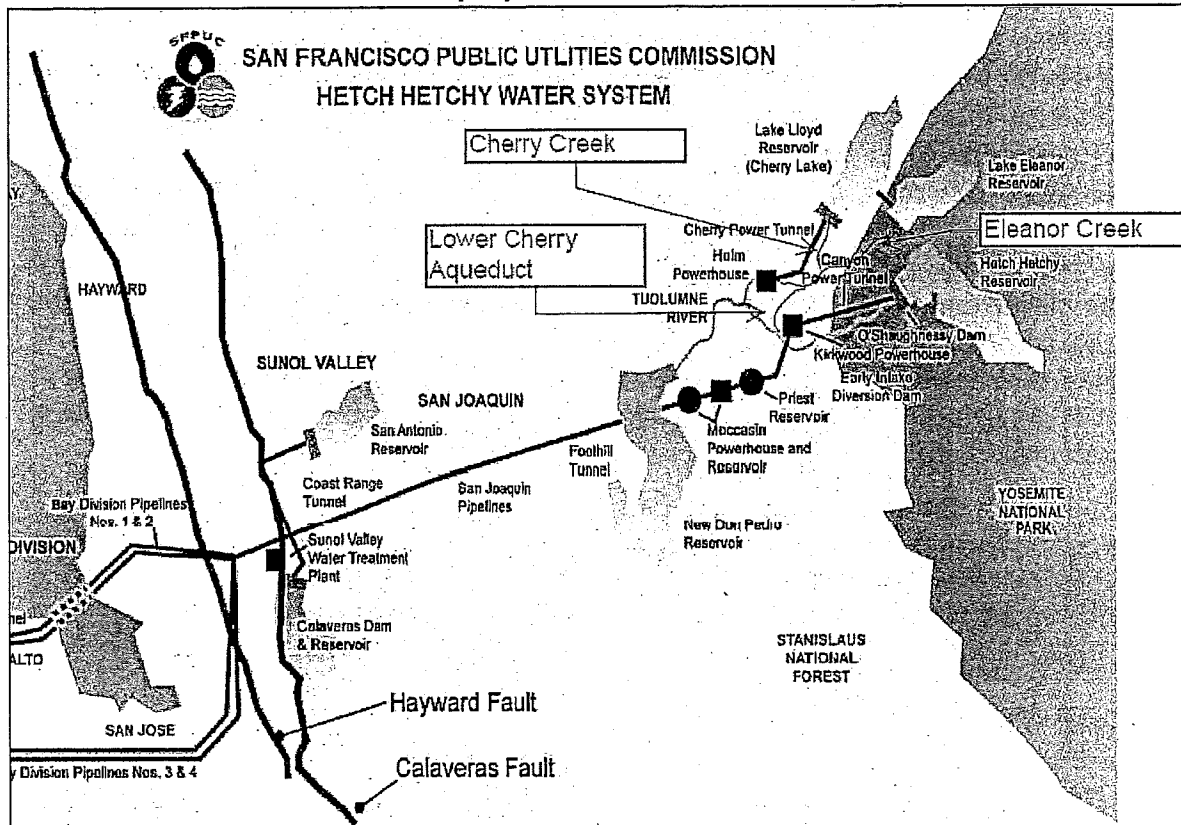 SFPUC
SAN FRANCISCO PUBLIC UTLITIES COMMISSION
HETCH HETCHY WATER SYSTEM
Cherry Creek
Lake Lloyd
Reservoir
(Cherry Lake)
Lake Eleanor
Reservoir
Lower Cherry
Aqueduct
Cherry Power Tunnel
Eleanor Creek
Holm
Powerhouse
Canyon
Power Tunnel
Hetch Hetchy
Reservoir
HAYWARD
TUOLUMNE
RIVER
O'Shaughnessy Dam
Kirkwood Powerhouse
SUNOL VALLEY
Early Intake
Diversion Dam
SAN JOAQUIN
Priest
Reservoir
San Antonio
Reservoir
Moccasin
Powerhouse and
Reservoir
Foothill
Tunnel
Coast Range
Tunnel
San Joaquin
Pipelines
Bay Division Pipelines
Nos. 1 & 2
YOSEMITE
NATIONAL
PARK
New Don Pedro
Reservoir
DIVISION
Sunol Valley
Water Treatment
Plant
Calaveras Dam
& Reservoir
ALTO
STANISLAUS
NATIONAL
FOREST
Hayward Fault
SAN JOSE
Calaveras Fault
y Division Pipelines Nos. 3 & 4